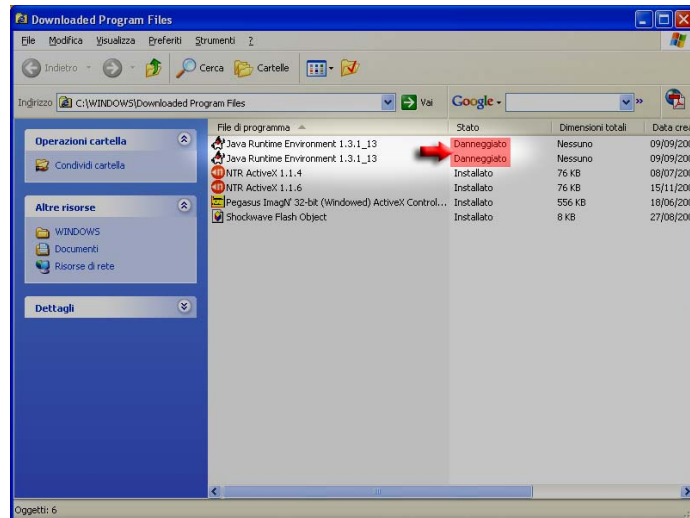 Downloaded Program Files
File Modifica Visualizza Preferiti Strumenti ?
Indietro Cerca Cartelle
Indirizzo C:\WINDOWS\Downloaded Program Files Vai Google
File di programma Stato Dimensioni totali Data crea
Operazioni cartella
Condividi cartella
Altre risorse
WINDOWS
Documenti
Risorse di rete
Dettagli
Java Runtime Environment 1.3.1_13 Danneggiato Nessuno 09/09/200
Java Runtime Environment 1.3.1_13 Danneggiato Nessuno 09/09/200
NTR ActiveX 1.1.4 Installato 76 KB 08/07/200
NTR ActiveX 1.1.6 Installato 76 KB 15/11/200
Pegasus ImagN' 32-bit (Windowed) ActiveX Control... Installato 556 KB 18/06/200
Shockwave Flash Object Installato 8 KB 27/08/200
Oggetti: 6